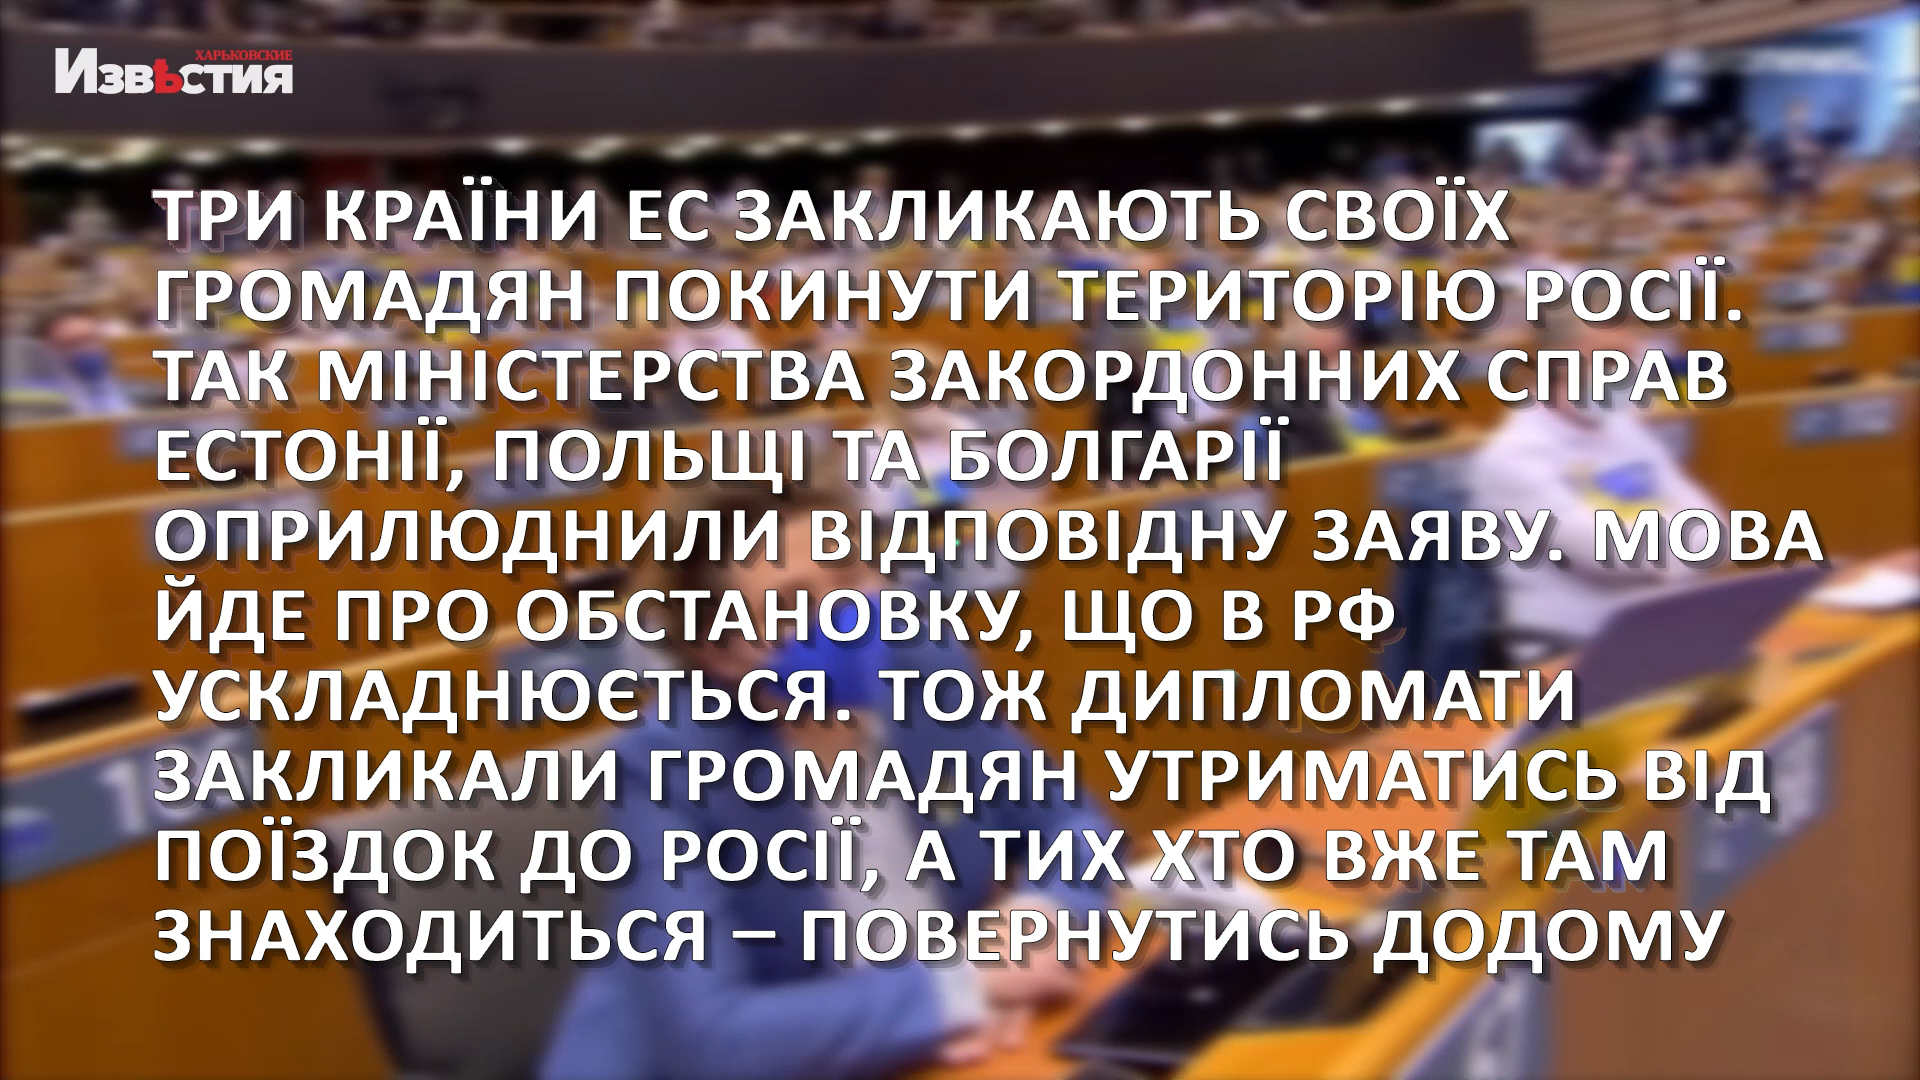 ХАРЬКОВСКИЕ
ИЗВѢСТИЯ
ТРИ КРАЇНИ ЕС ЗАКЛИКАЮТЬ СВОЇХ
ГРОМАДЯН ПОКИНУТИ ТЕРИТОРІЮ РОСІЇ.
ТАК МІНІСТЕРСТВА ЗАКОРДОННИХ СПРАВ
ЕСТОНІЇ, ПОЛЬЩІ ТА БОЛГАРІЇ
ОПРИЛЮДНИЛИ ВІДПОВІДНУ ЗАЯВУ. МОВА
ЙДЕ ПРО ОБСТАНОВКУ, ЩО В РФ
УСКЛАДНЮЄТЬСЯ. ТОЖ ДИПЛОМАТИ
ЗАКЛИКАЛИ ГРОМАДЯН УТРИМАТИСЬ ВІД
ПОЇЗДОК ДО РОСІЇ, А ТИХ ХТО ВЖЕ ТАМ
ЗНАХОДИТЬСЯ – ПОВЕРНУТИСЬ ДОДОМУ